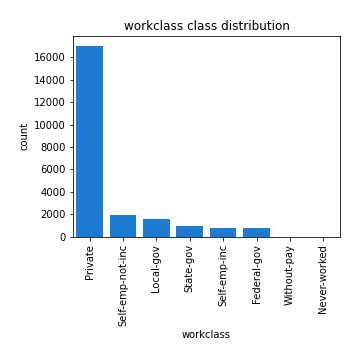 workclass class distribution
16000
14000
12000
10000
8000
6000
4000
2000
0
count
Private
Self-emp-not-inc
Local-gov
State-gov
Self-emp-inc
Federal-gov
Without-pay
Never-worked
workclass